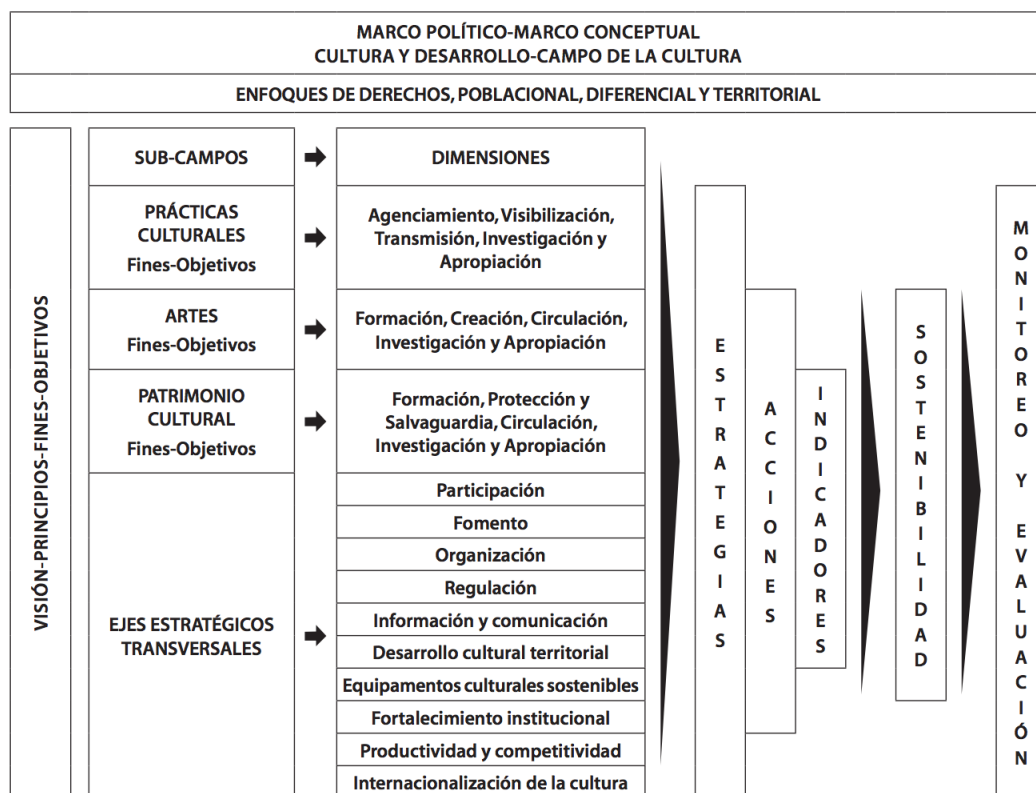 MARCO POLÍTICO-MARCO CONCEPTUAL
CULTURA Y DESARROLLO-CAMPO DE LA CULTURA
ENFOQUES DE DERECHOS, POBLACIONAL, DIFERENCIAL Y TERRITORIAL
VISIÓN-PRINCIPIOS-FINES-OBJETIVOS
SUB-CAMPOS
DIMENSIONES
PRÁCTICAS
CULTURALES
Fines-Objetivos
Agenciamiento, Visibilización,
Transmisión, Investigación y
Apropiación
ARTES
Fines-Objetivos
Formación, Creación, Circulación,
Investigación y Apropiación
PATRIMONIO
CULTURAL
Fines-Objetivos
Formación, Protección y
Salvaguardia, Circulación,
Investigación y Apropiación
EJES ESTRATÉGICOS
TRANSVERSALES
Participación
Fomento
Organización
Regulación
Información y comunicación
Desarrollo cultural territorial
Equipamentos culturales sostenibles
Fortalecimiento institucional
Productividad y competitividad
Internacionalización de la cultura
ESTRATEGIAS
ACCIONES
INDICADORES
SOSTENIBILIDAD
MONITOREO Y EVALUACIÓN